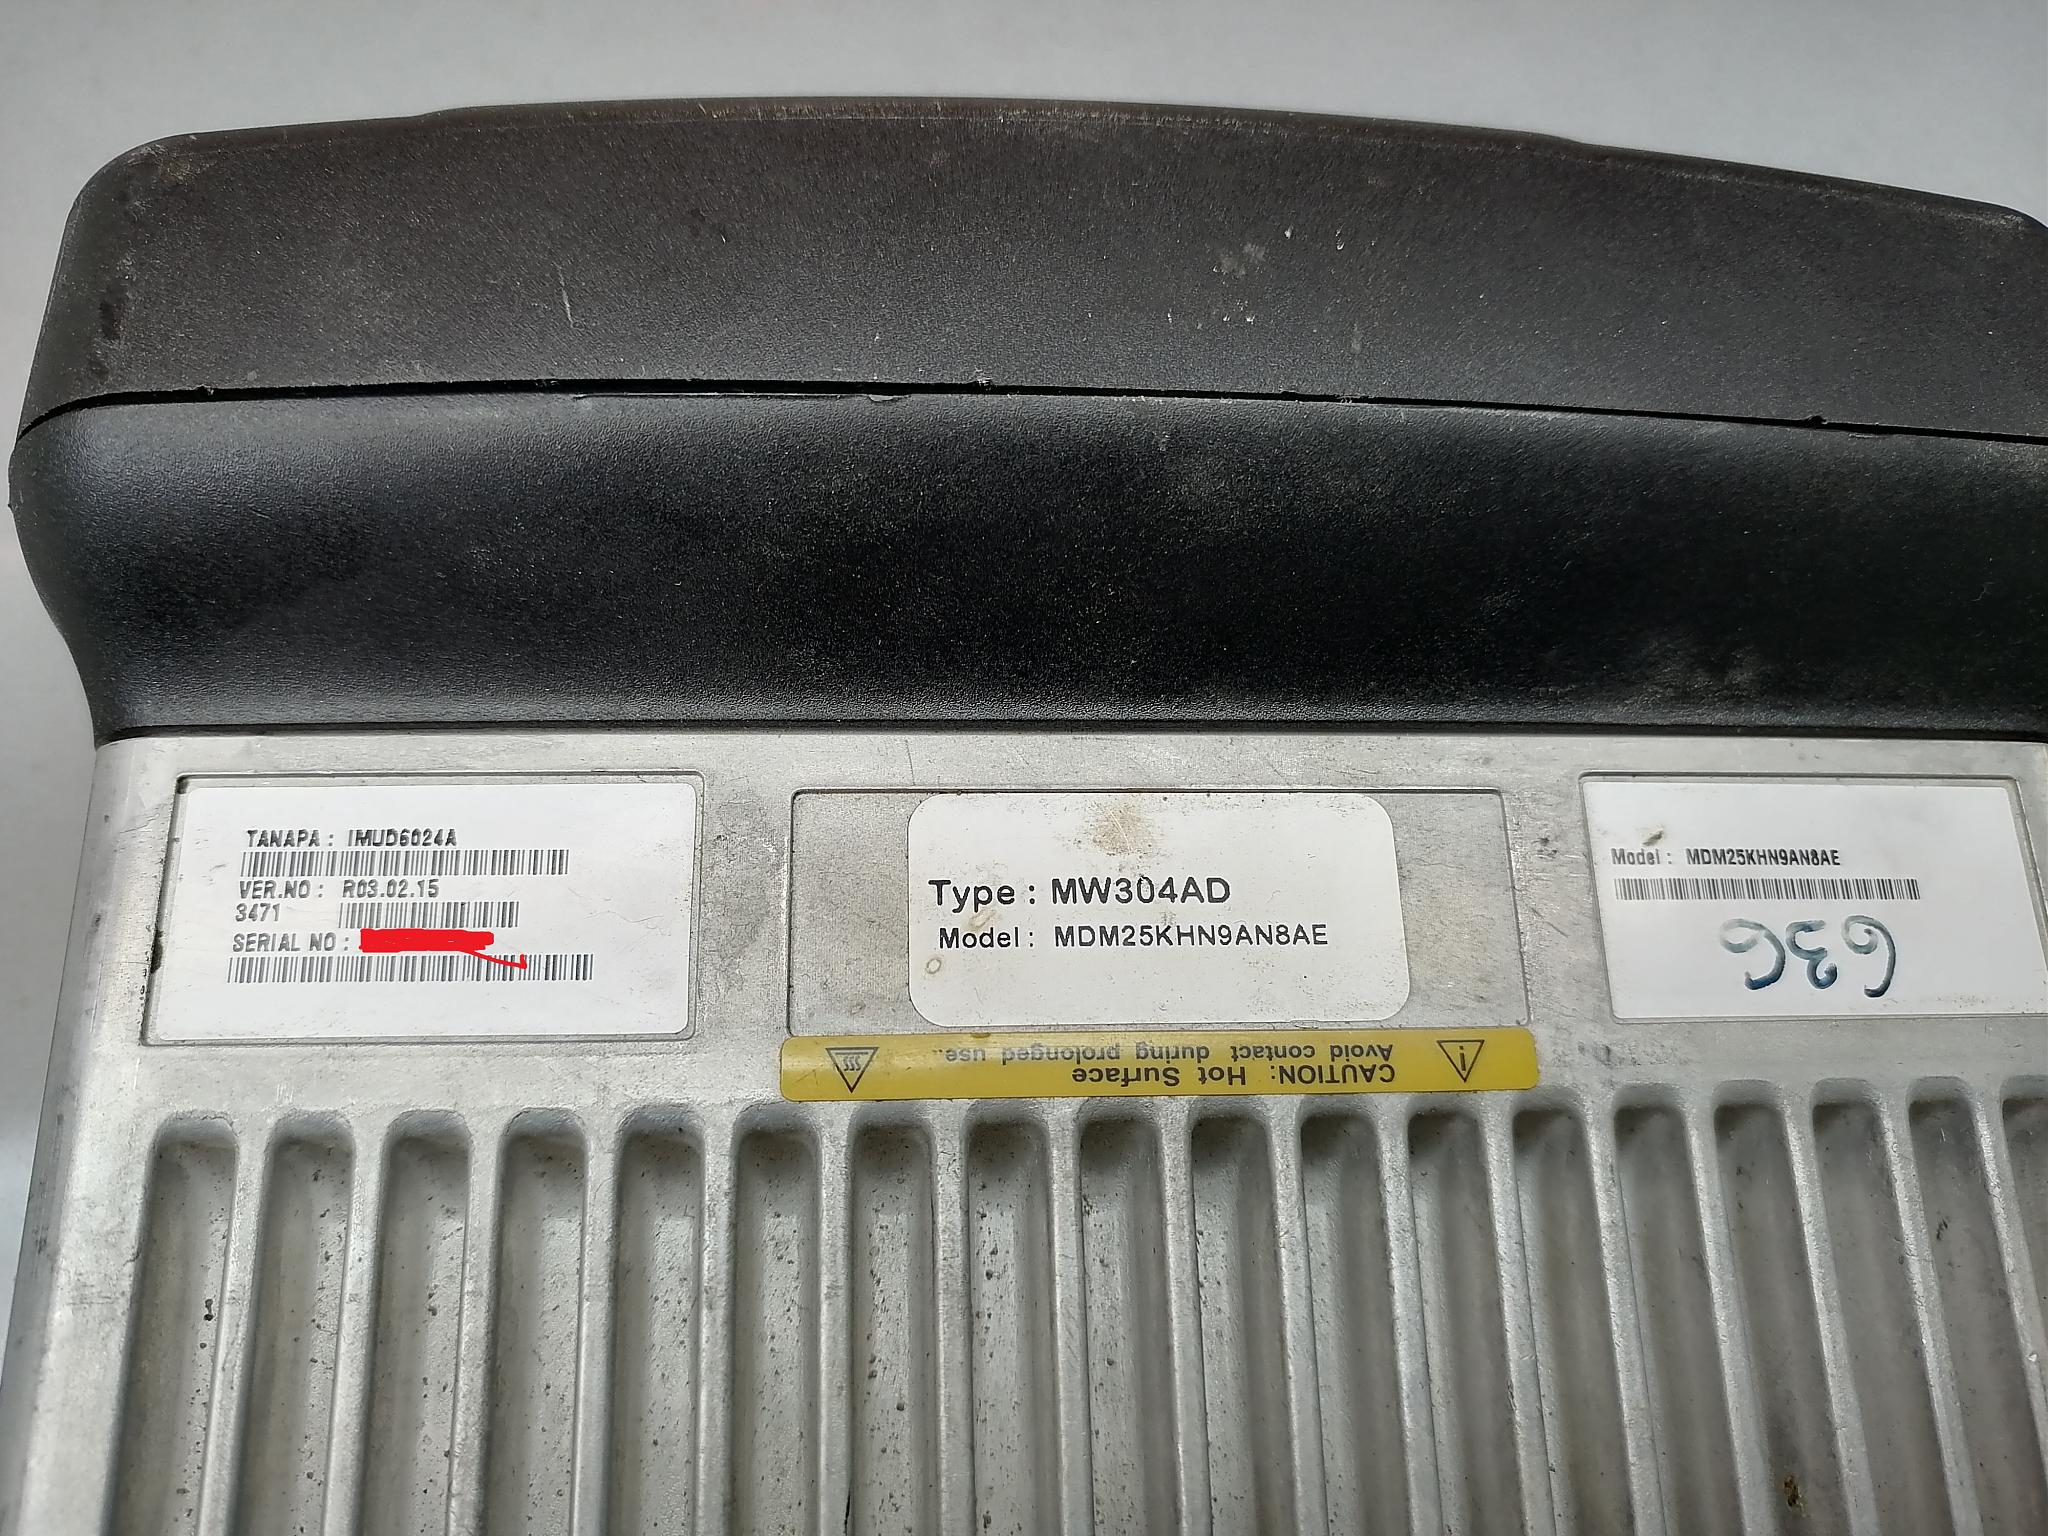 TANAPA : IMUD6024A
VER.NO : R03.02.15
3471
SERIAL NO :
Type : MW304AD
Model : MDM25KHN9AN8AE
Model : MDM25KHN9AN8AE
636
CAUTION: Hot Surface
Avoid contact during prolonged use..